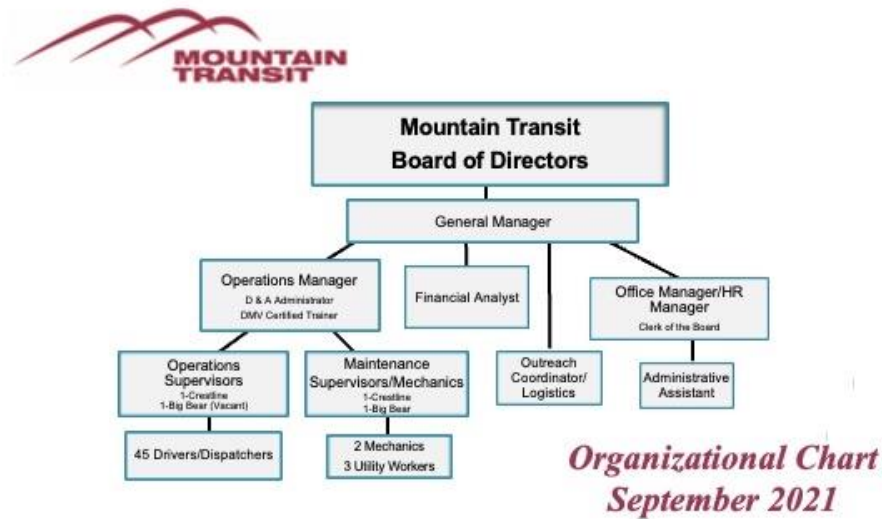 MOUNTAIN
TRANSIT
Mountain Transit
Board of Directors
General Manager
Operations Manager
D & A Administrator
DMV Certified Trainer
Financial Analyst
Office Manager/HR
Manager
Clerk of the Board
Operations
Supervisors
1-Crestline
1-Big Bear (Vacant)
Maintenance
Supervisors/Mechanics
1-Crestline
1-Big Bear
Outreach
Coordinator/
Logistics
Administrative
Assistant
45 Drivers/Dispatchers
2 Mechanics
3 Utility Workers
Organizational Chart
September 2021